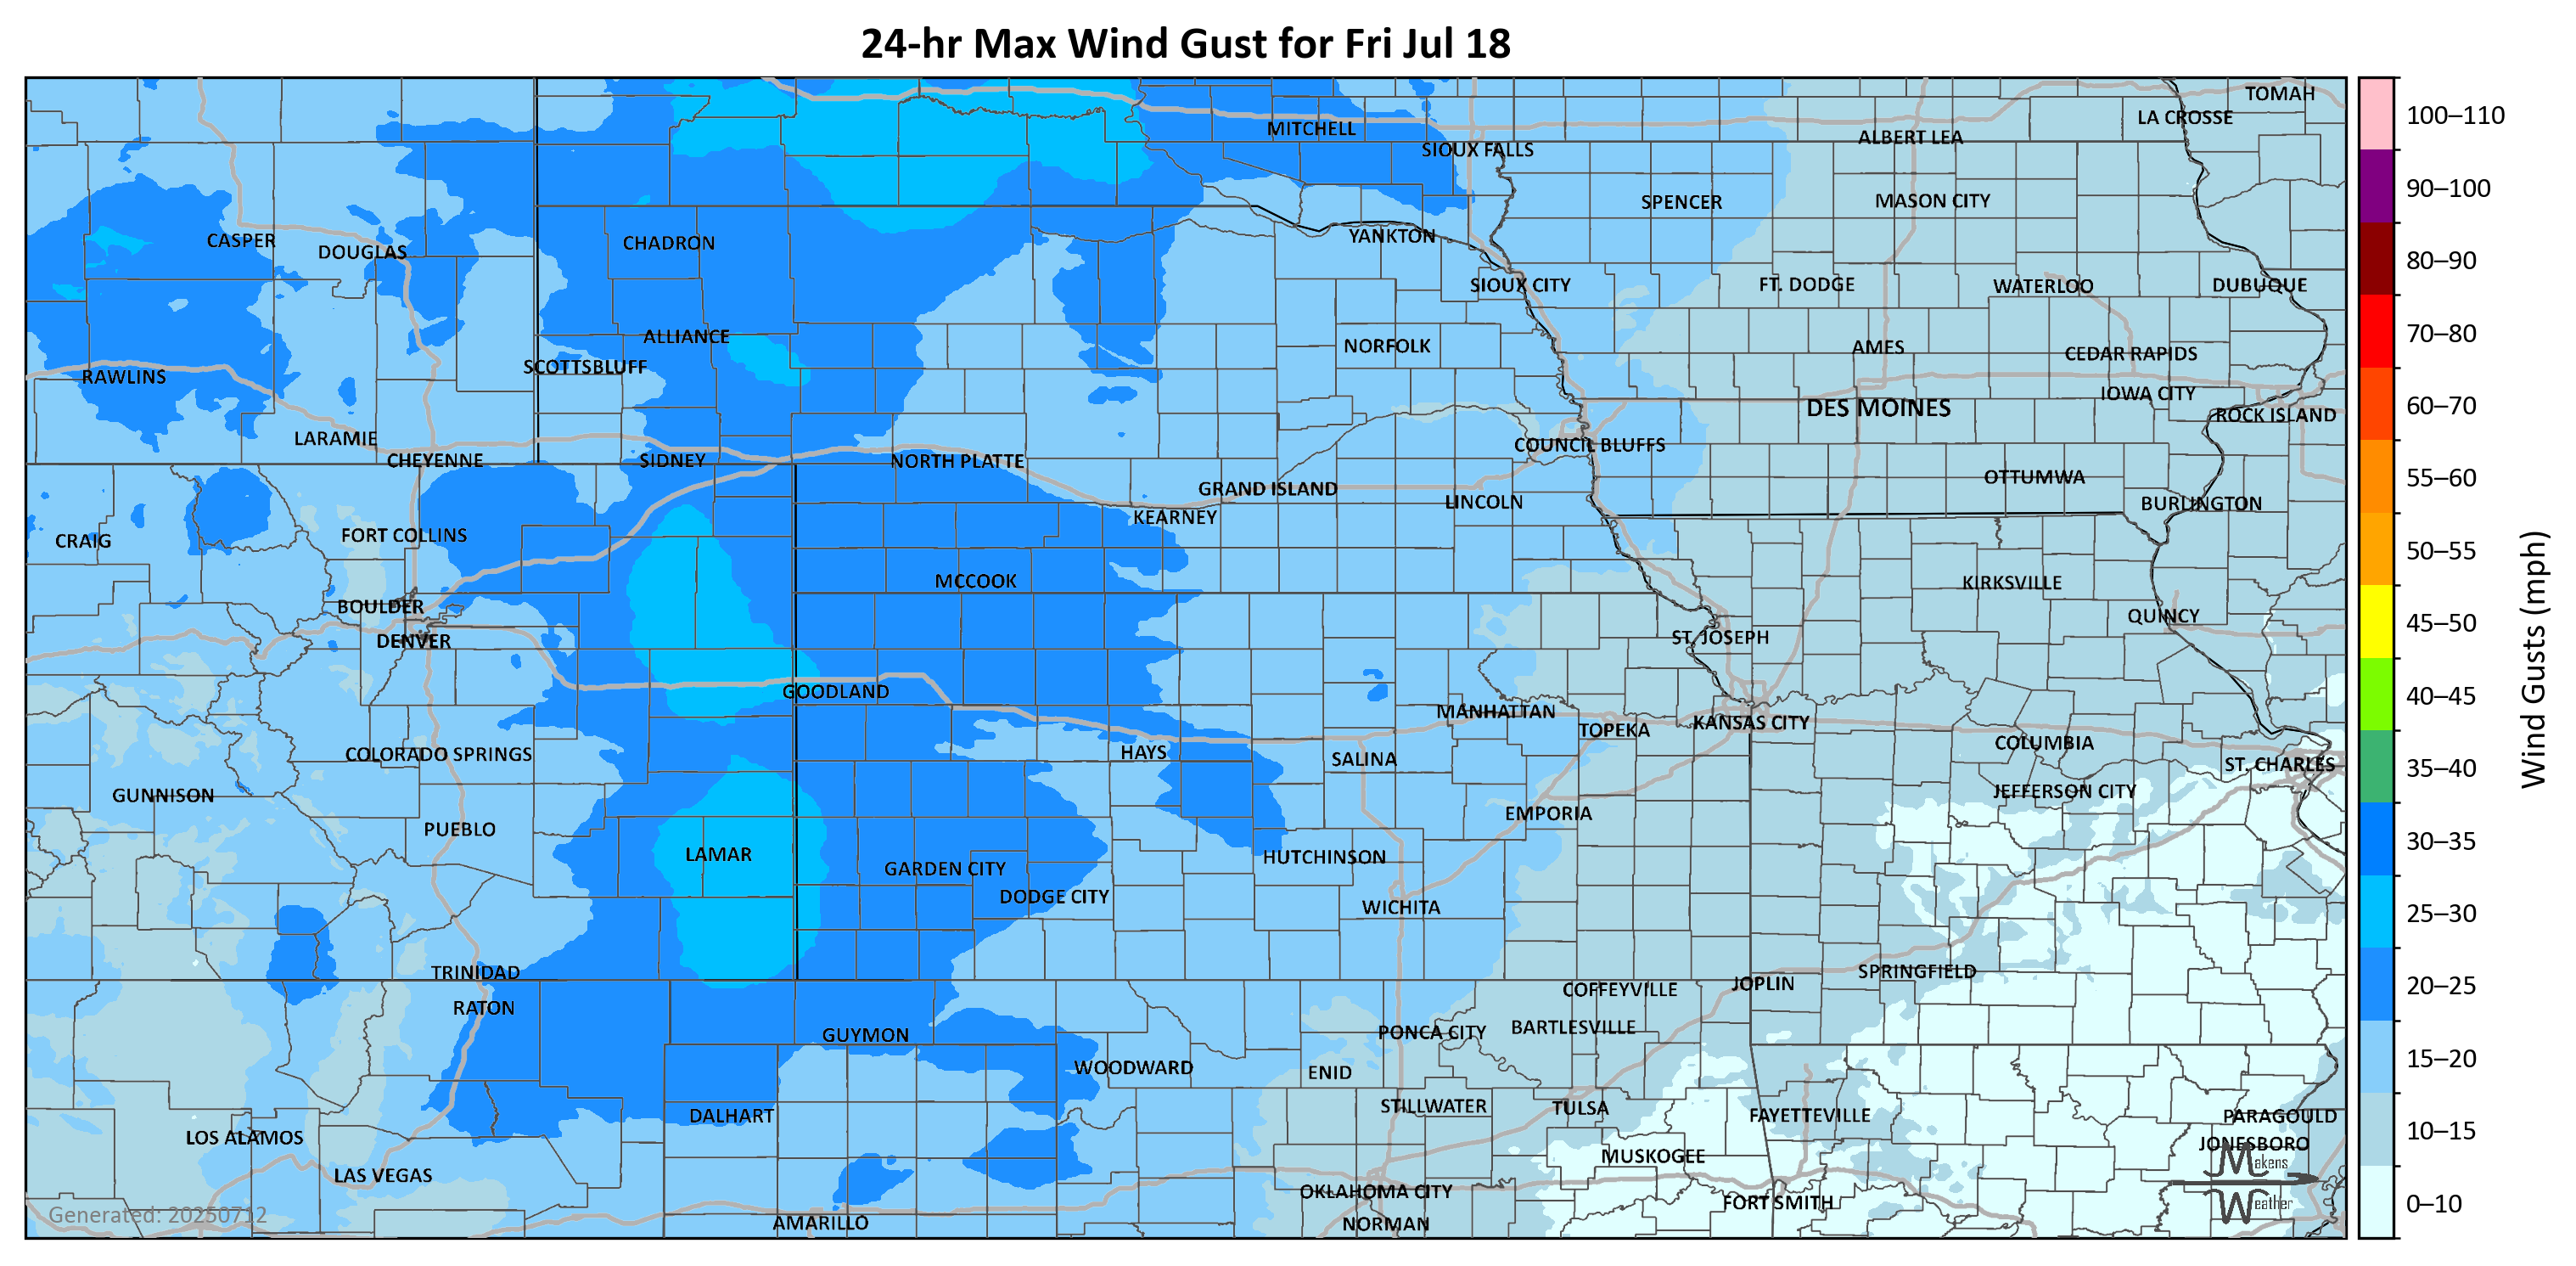 24-hr Max Wind Gust for Fri Jul 18
TOMAH
LA CROSSE
MITCHELL
ALBERT LEA
SIOUX FALLS
SPENCER
MASON CITY
CASPER
DOUGLAS
CHADRON
YANKTON
SIOUX CITY
FT. DODGE
WATERLOO
DUBUQUE
ALLIANCE
NORFOLK
AMES
CEDAR RAPIDS
SCOTTSBLUFF
RAWLINS
IOWA CITY
DES MOINES
ROCK ISLAND
LARAMIE
COUNCIL BLUFFS
CHEYENNE
SIDNEY
NORTH PLATTE
OTTUMWA
GRAND ISLAND
LINCOLN
BURLINGTON
KEARNEY
CRAIG
FORT COLLINS
MCCOOK
KIRKSVILLE
BOULDER
QUINCY
DENVER
ST. JOSEPH
GOODLAND
MANHATTAN
TOPEKA
KANSAS CITY
COLORADO SPRINGS
HAYS
SALINA
COLUMBIA
ST. CHARLES
GUNNISON
JEFFERSON CITY
EMPORIA
PUEBLO
LAMAR
GARDEN CITY
HUTCHINSON
DODGE CITY
WICHITA
TRINIDAD
SPRINGFIELD
JOPLIN
COFFEYVILLE
RATON
GUYMON
PONCA CITY
BARTLESVILLE
WOODWARD
ENID
DALHART
STILLWATER
TULSA
FAYETTEVILLE
PARAGOULD
LOS ALAMOS
JONESBORO
MUSKOGEE
LAS VEGAS
OKLAHOMA CITY
FORT SMITH
AMARILLO
NORMAN
Generated: 20250712
Makens
Weather
100–110
90–100
80–90
70–80
60–70
55–60
50–55
45–50
40–45
35–40
30–35
25–30
20–25
15–20
10–15
0–10
Wind Gusts (mph)